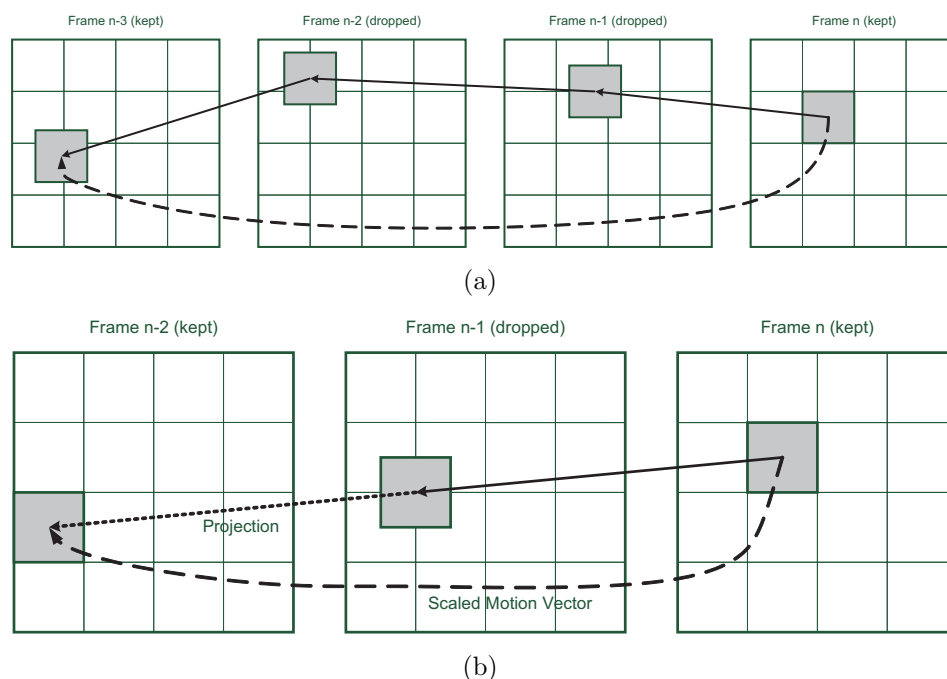 Frame n-3 (kept) Frame n-2 (dropped) Frame n-1 (dropped) Frame n (kept)
(a)
Frame n-2 (kept) Frame n-1 (dropped) Frame n (kept)
Projection
Scaled Motion Vector
(b)